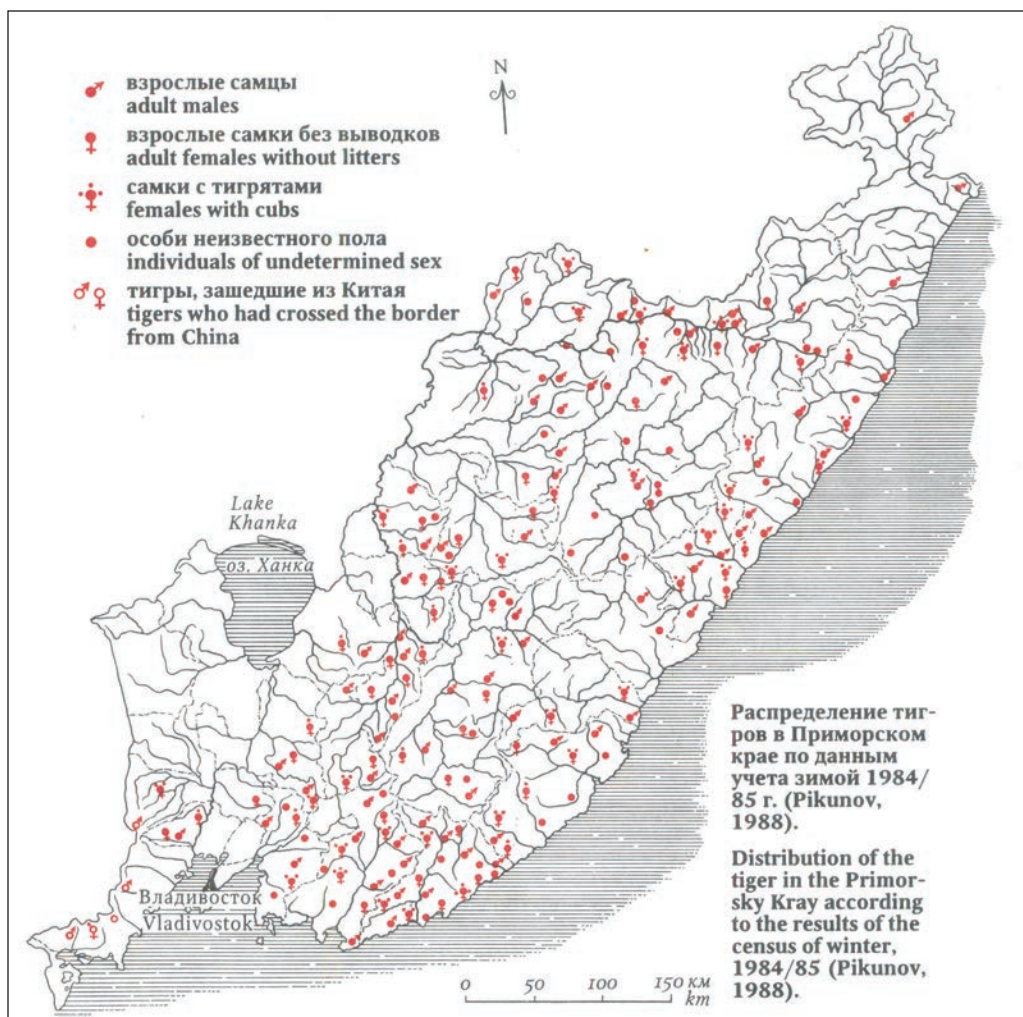 взрослые самцы
adult males
взрослые самки без выводков
adult females without litters
самки с тигрятами
females with cubs
особи неизвестного пола
individuals of undetermined sex
тигры, зашедшие из Китая
tigers who had crossed the border
from China
N
Lake
Khanka
оз. Ханка
Владивосток
Vladivostok
Распределение тиг-
ров в Приморском
крае по данным
учета зимой 1984/
85 г. (Pikunov,
1988).
Distribution of the
tiger in the Primor-
sky Kray according
to the results of the
census of winter,
1984/85 (Pikunov,
1988).
0 50 100 150 км
km